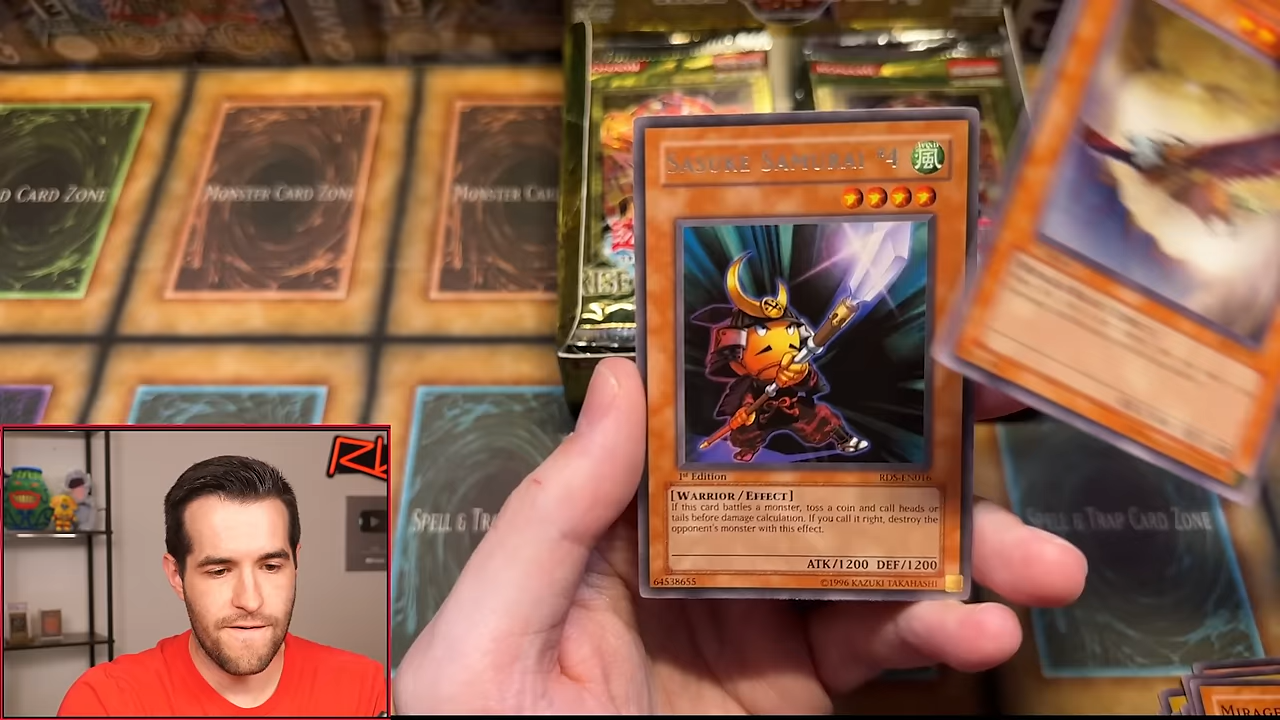 D CARD ZONE
MONSTER CARD ZONE
MONSTER CAR
SASUKE SAMURAI #4
風
1st Edition
RDS-EN016
[WARRIOR/EFFECT]
If this card battles a monster, toss a coin and call heads or
tails before damage calculation. If you call it right, destroy the
opponent's monster with this effect.
ATK/1200 DEF/1200
64538655
©1996 KAZUKI TAKAHASHI
RISE
SPELL & TRA
SPELL & TRAP CARD ZONE
MIRAGE